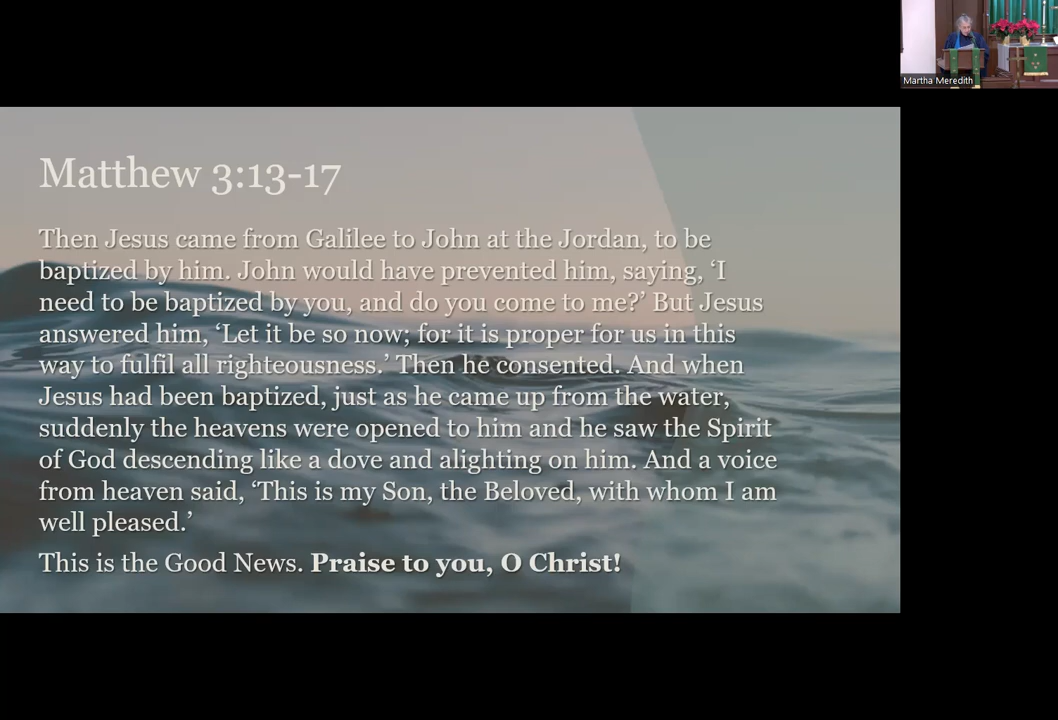 Martha Meredith
Matthew 3:13-17
Then Jesus came from Galilee to John at the Jordan, to be
baptized by him. John would have prevented him, saying, ‘I
need to be baptized by you, and do you come to me?’ But Jesus
answered him, ‘Let it be so now; for it is proper for us in this
way to fulfil all righteousness.’ Then he consented. And when
Jesus had been baptized, just as he came up from the water,
suddenly the heavens were opened to him and he saw the Spirit
of God descending like a dove and alighting on him. And a voice
from heaven said, ‘This is my Son, the Beloved, with whom I am
well pleased.’
This is the Good News. Praise to you, O Christ!